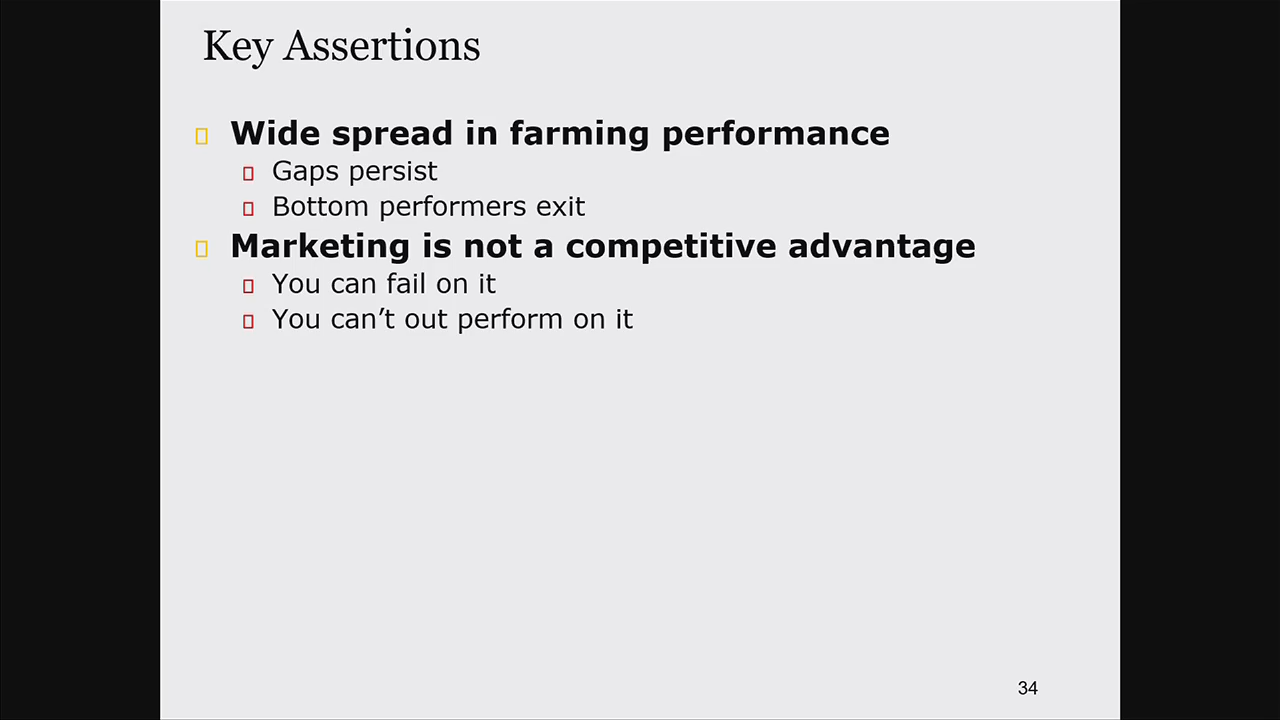 Key Assertions
Wide spread in farming performance
Gaps persist
Bottom performers exit
Marketing is not a competitive advantage
You can fail on it
You can’t out perform on it
34